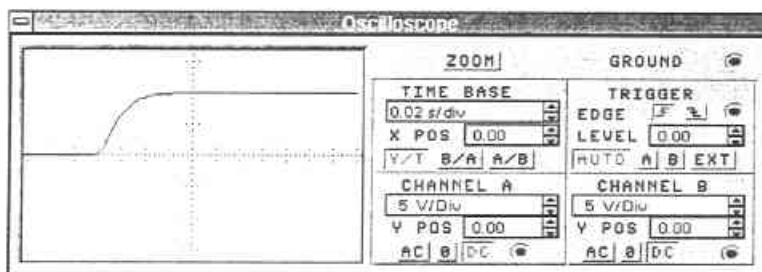 Oscilloscope
ZOOM GROUND
TIME BASE
0.02 s/div
X POS 0.00
Y/T B/A A/B
TRIGGER
EDGE
LEVEL 0.00
AUTO A B EXT
CHANNEL A
5 V/Div
Y POS 0.00
AC 0 DC
CHANNEL B
5 V/Div
Y POS 0.00
AC 0 DC